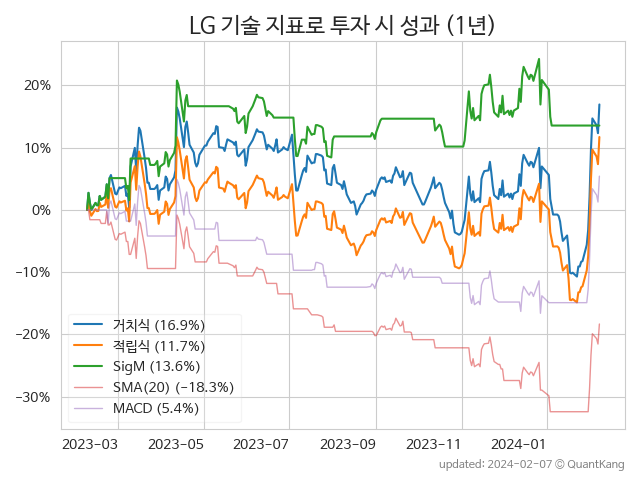 LG 기술 지표로 투자 시 성과 (1년)
20%
10%
0%
−10%
−20%
−30%
거치식 (16.9%)
적립식 (11.7%)
SigM (13.6%)
SMA(20) (−18.3%)
MACD (5.4%)
2023-03 2023-05 2023-07 2023-09 2023-11 2024-01
updated: 2024-02-07 © QuantKang